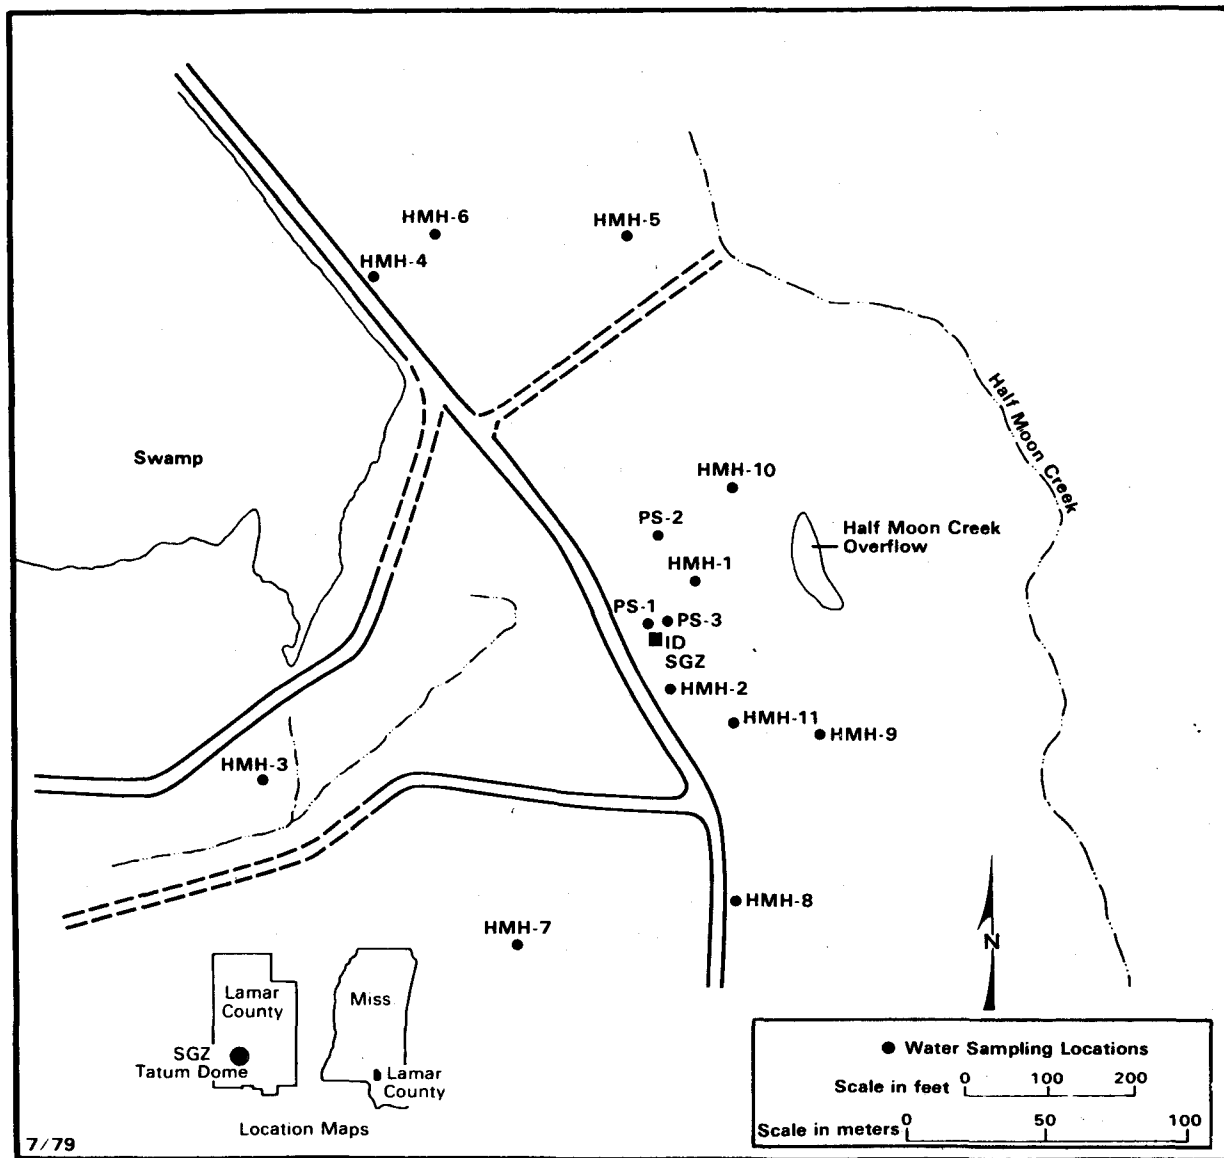 HMH-6
HMH-5
HMH-4
Half Moon Creek
Swamp
HMH-10
PS-2
Half Moon Creek
Overflow
HMH-1
PS-1
PS-3
ID
SGZ
HMH-2
HMH-11
HMH-9
HMH-3
HMH-8
HMH-7
N
Lamar
County
Miss.
SGZ
Tatum Dome
Lamar
County
Location Maps
7/79
Water Sampling Locations
Scale in feet 0 100 200
Scale in meters 0 50 100